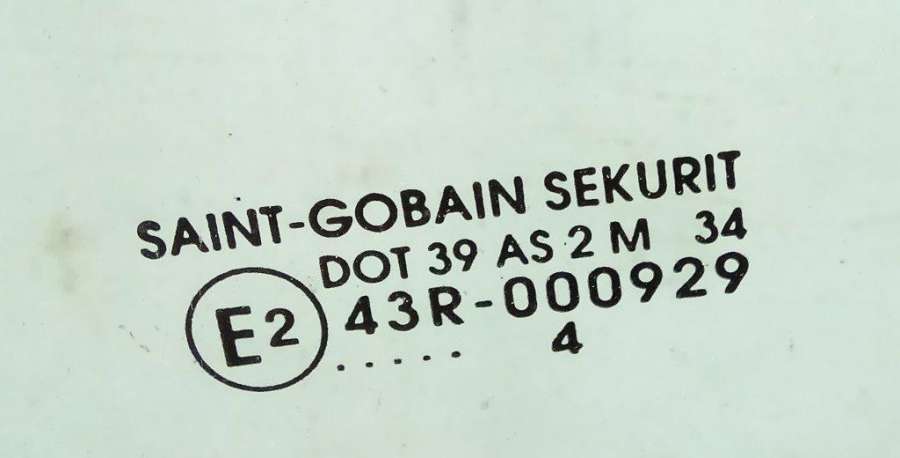 SAINT-GOBAIN SEKURIT
DOT 39 AS 2 M 34
E2 43R-000929
..... 4